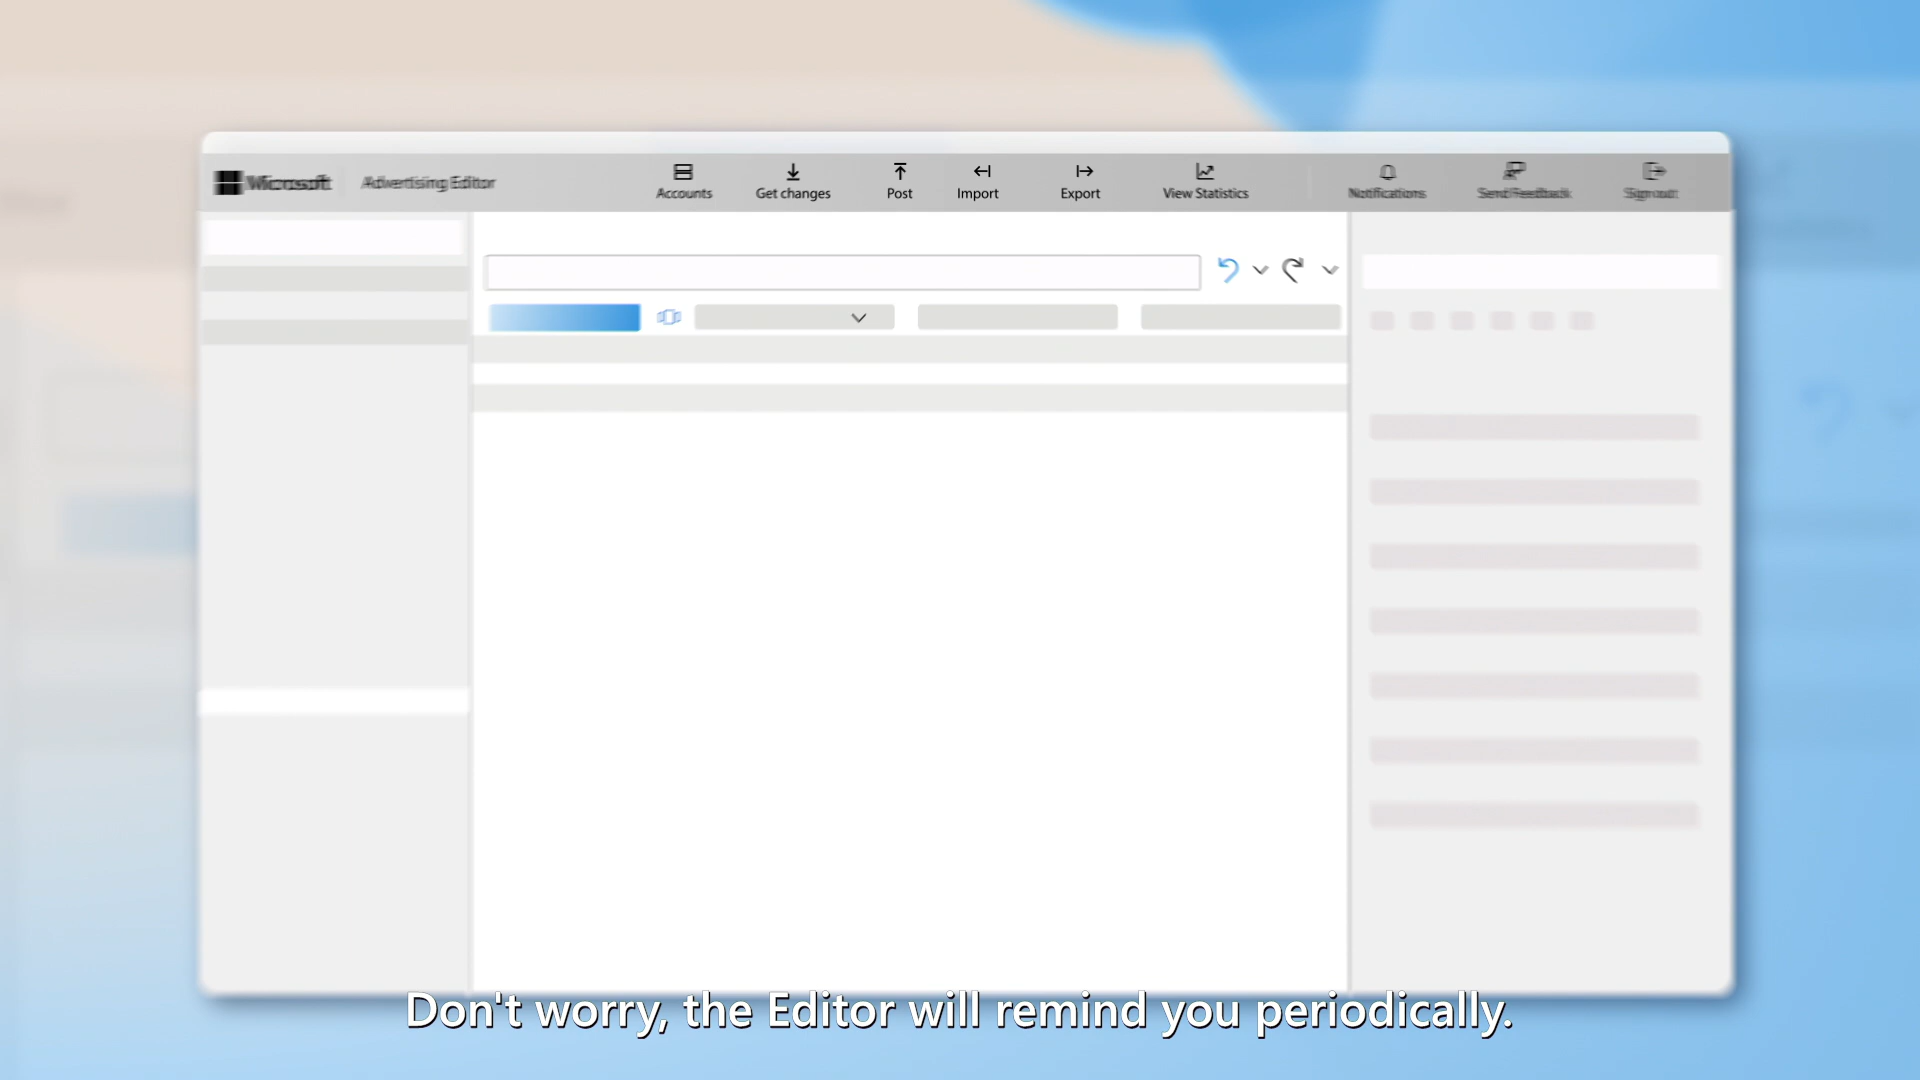 Microsoft Advertising Editor Accounts Get changes Post Import Export View Statistics Notifications Send Feedback Sign out
Don't worry, the Editor will remind you periodically.